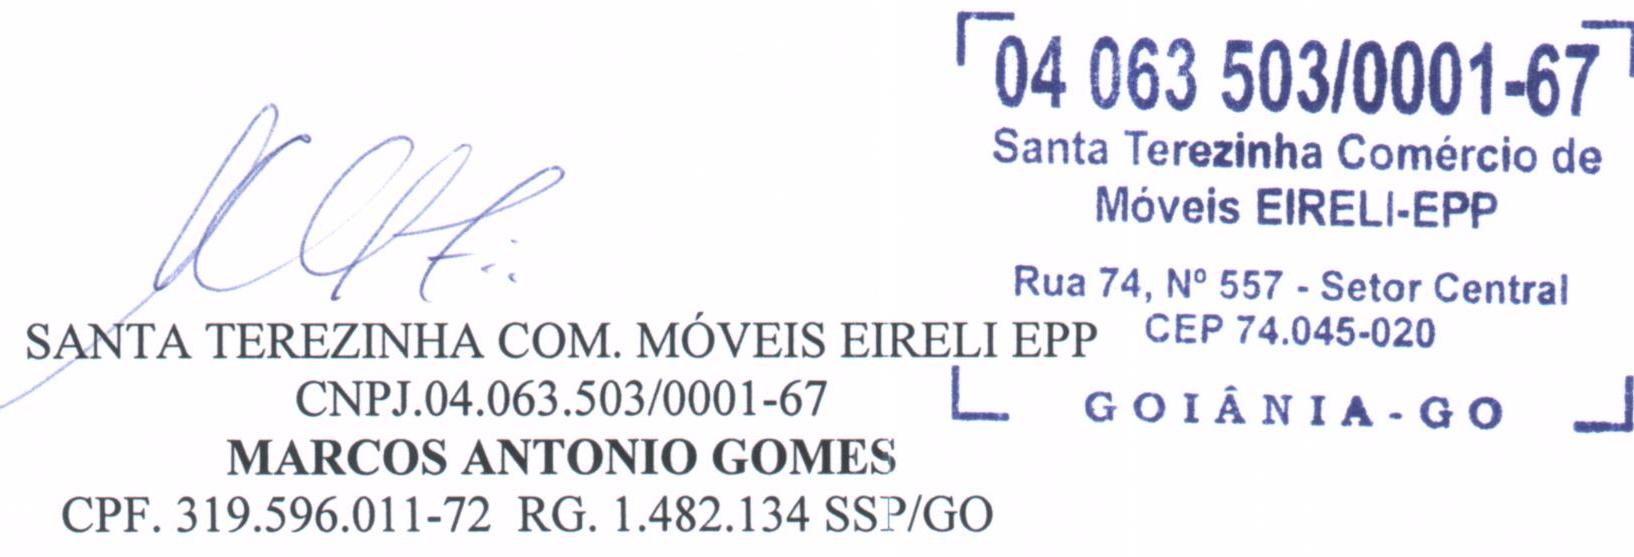 04 063 503/0001-67
Santa Terezinha Comércio de
Móveis EIRELI-EPP
Rua 74, Nº 557 - Setor Central
CEP 74.045-020
GOIÂNIA-GO
SANTA TEREZINHA COM. MÓVEIS EIRELI EPP
CNPJ.04.063.503/0001-67
MARCOS ANTONIO GOMES
CPF. 319.596.011-72 RG. 1.482.134 SSP/GO